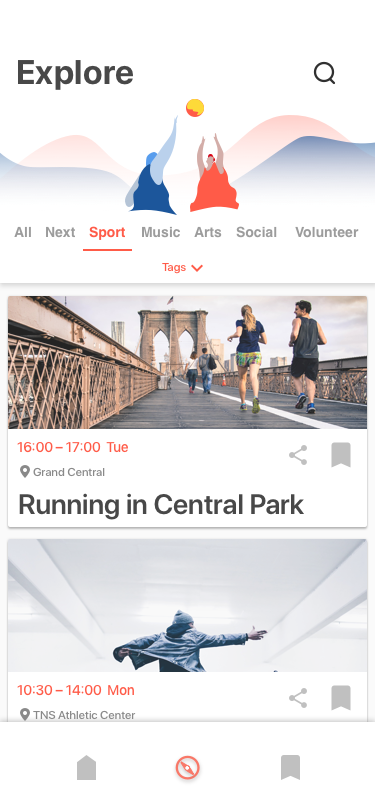 Explore
All Next Sport Music Arts Social Volunteer
Tags
16:00 – 17:00 Tue
Grand Central
Running in Central Park
10:30 – 14:00 Mon
TNS Athletic Center